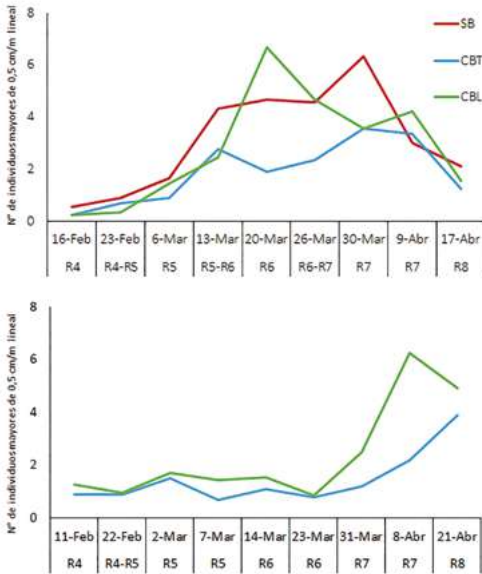 N° de individuos mayores de 0,5 cm/m lineal
8
6
4
2
0
SB
CBT
CBL
16-Feb 23-Feb 6-Mar 13-Mar 20-Mar 26-Mar 30-Mar 9-Abr 17-Abr
R4 R4-R5 R5 R5-R6 R6 R6-R7 R7 R7 R8
N° de individuos mayores de 0,5 cm/m lineal
8
6
4
2
0
11-Feb 22-Feb 2-Mar 7-Mar 14-Mar 23-Mar 31-Mar 8-Abr 21-Abr
R4 R4-R5 R5 R5 R6 R6 R7 R7 R8